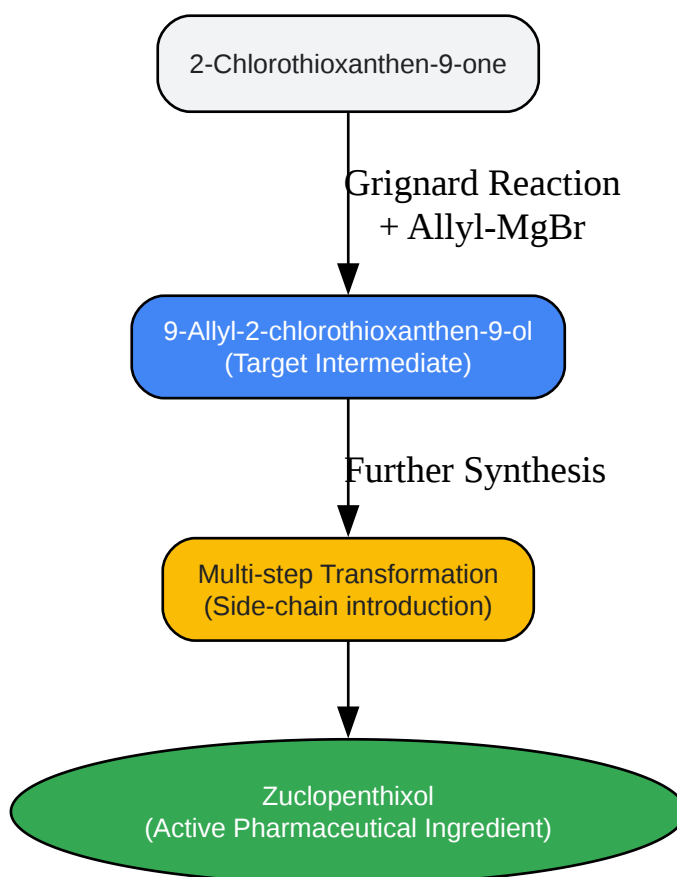 2-Chlorothioxanthen-9-one
Grignard Reaction
+ Allyl-MgBr
9-Allyl-2-chlorothioxanthen-9-ol
(Target Intermediate)
Further Synthesis
Multi-step Transformation
(Side-chain introduction)
Zuclopenthixol
(Active Pharmaceutical Ingredient)